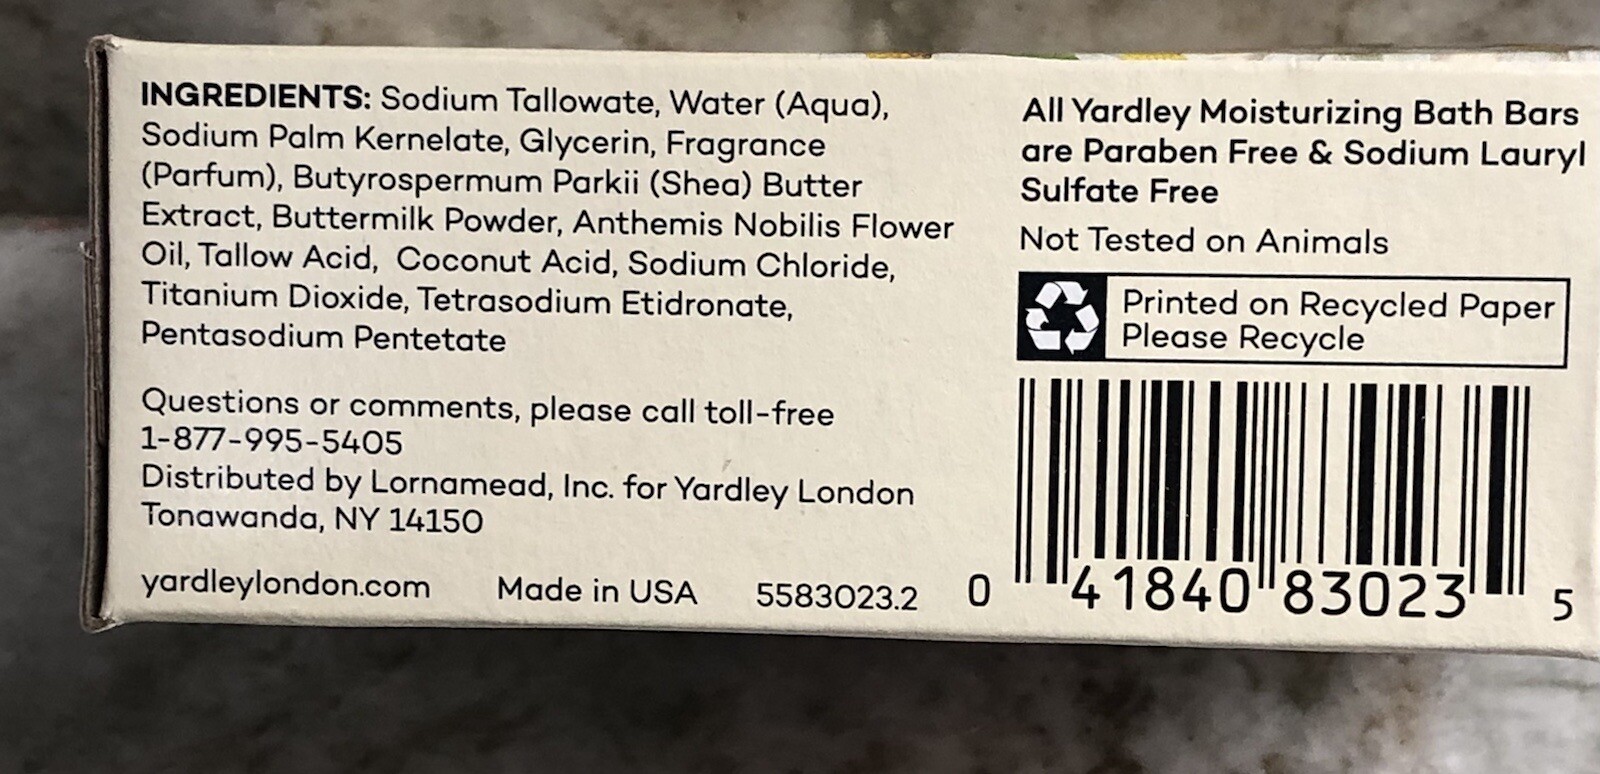 INGREDIENTS: Sodium Tallowate, Water (Aqua),
Sodium Palm Kernelate, Glycerin, Fragrance
(Parfum), Butyrospermum Parkii (Shea) Butter
Extract, Buttermilk Powder, Anthemis Nobilis Flower
Oil, Tallow Acid, Coconut Acid, Sodium Chloride,
Titanium Dioxide, Tetrasodium Etidronate,
Pentasodium Pentetate
Questions or comments, please call toll-free
1-877-995-5405
Distributed by Lornamead, Inc. for Yardley London
Tonawanda, NY 14150
yardleylondon.com Made in USA 5583023.2
All Yardley Moisturizing Bath Bars
are Paraben Free & Sodium Lauryl
Sulfate Free
Not Tested on Animals
Printed on Recycled Paper
Please Recycle
0 41840 83023 5